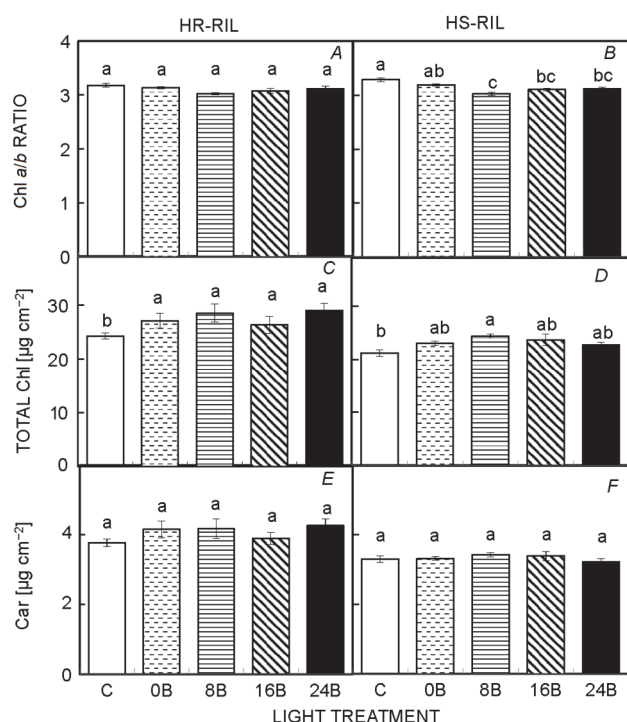 HR-RIL HS-RIL
4 a a a a a A a ab c bc bc B
3
2
1
0
Chl a/b RATIO
C D
30 b a a a a b ab a ab ab
20
10
0
TOTAL Chl [µg cm⁻²]
E F
6
a a a a a a a a a a
4
2
0
Car [µg cm⁻²]
C 0B 8B 16B 24B C 0B 8B 16B 24B
LIGHT TREATMENT